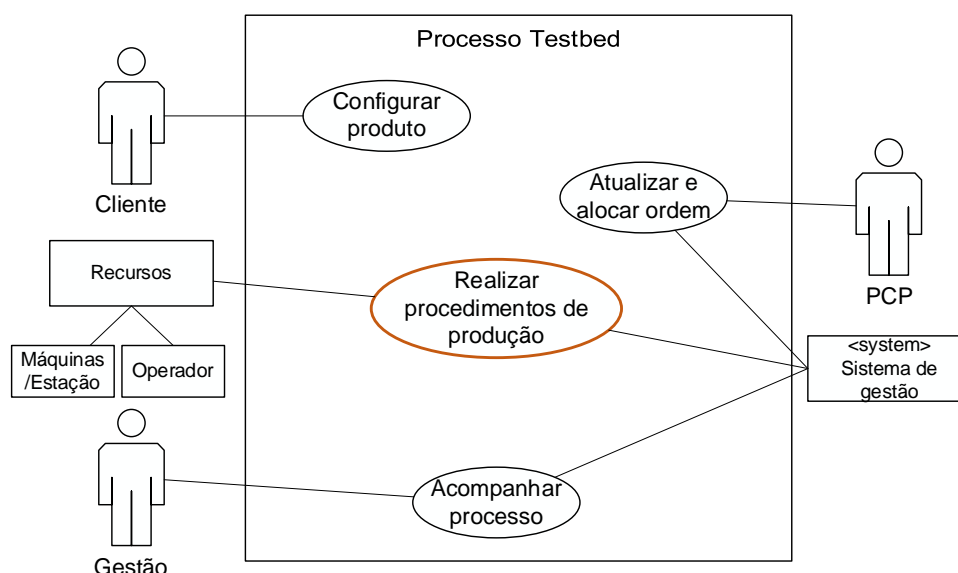 Processo Testbed
Configurar
produto
Cliente
Atualizar e
alocar ordem
PCP
Recursos
Máquinas
/Estação
Operador
Realizar
procedimentos de
produção
<system>
Sistema de
gestão
Acompanhar
processo
Gestão